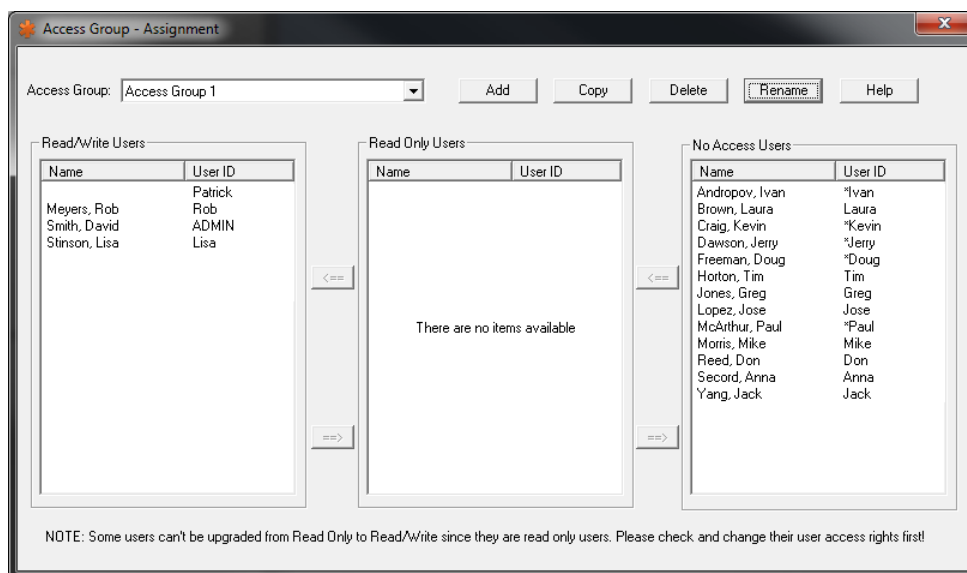 Access Group - Assignment
Access Group: Access Group 1 Add Copy Delete Rename Help
Read/Write Users
Name User ID
Patrick
Meyers, Rob Rob
Smith, David ADMIN
Stinson, Lisa Lisa
Read Only Users
Name User ID
There are no items available
<==
==>
No Access Users
Name User ID
Andropov, Ivan *Ivan
Brown, Laura Laura
Craig, Kevin *Kevin
Dawson, Jerry *Jerry
Freeman, Doug *Doug
Horton, Tim Tim
Jones, Greg Greg
Lopez, Jose Jose
McArthur, Paul *Paul
Morris, Mike Mike
Reed, Don Don
Secord, Anna Anna
Yang, Jack Jack
<==
==>
NOTE: Some users can't be upgraded from Read Only to Read/Write since they are read only users. Please check and change their user access rights first!